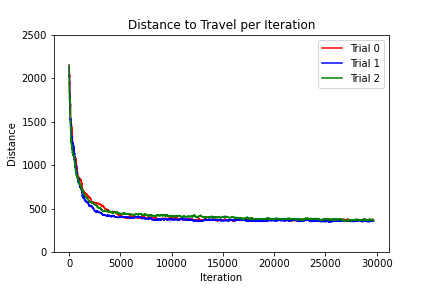 Distance to Travel per Iteration
2500
2000
1500
1000
500
0
Distance
Trial 0
Trial 1
Trial 2
0
5000
10000
15000
20000
25000
30000
Iteration